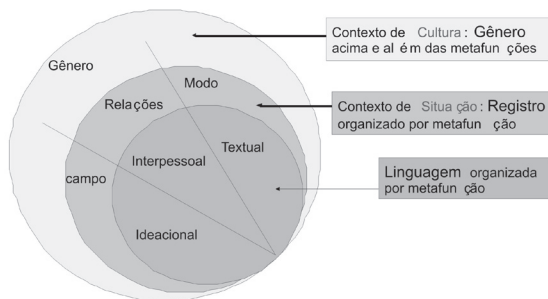 Contexto de Cultura: Gênero
acima e al ém das metafun ções
Gênero
Modo
Relações
Contexto de Situa ção: Registro
organizado por metafun ção
Textual
Interpessoal
Linguagem organizada
por metafun ção
campo
Ideacional